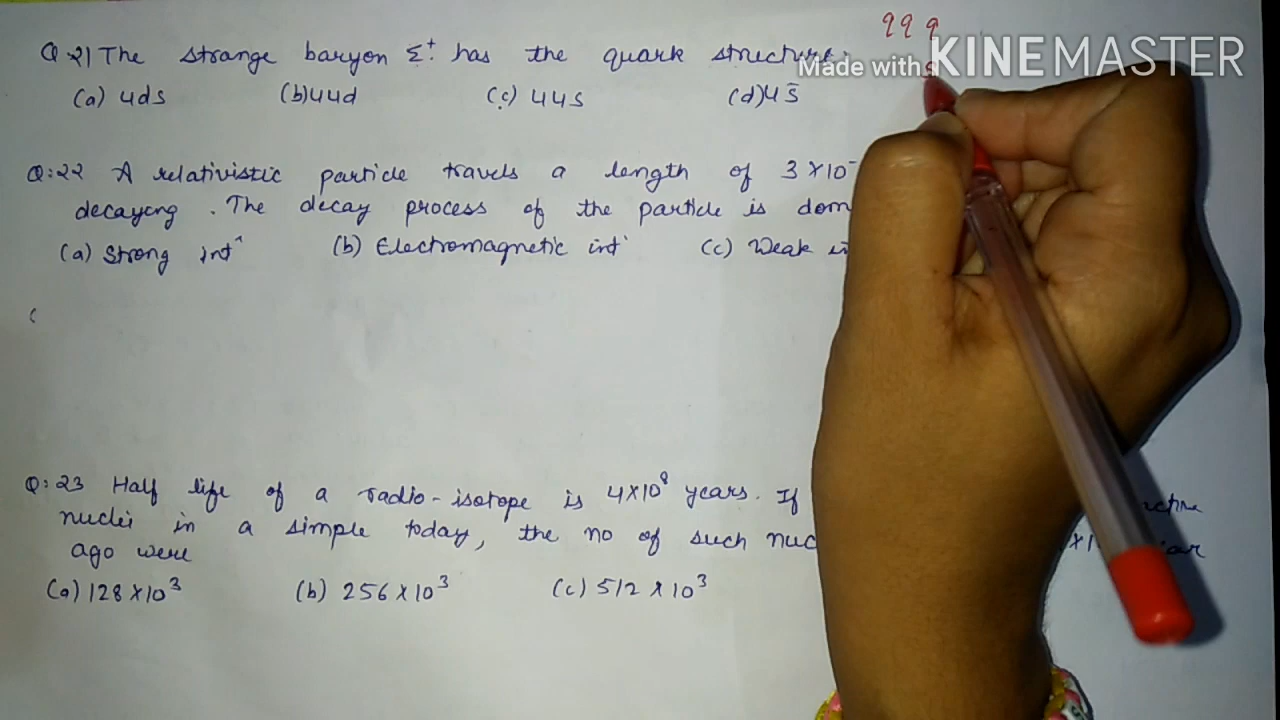 q q q
Q 21 The strange baryon Σ⁺ has the quark structure.
Made with KINEMASTER
s
(a) uds (b) uud (c) uus (d) u s̄
Q:22 A relativistic particle travels a length of 3×10⁻
decaying . The decay process of the particle is dom
(a) Strong intⁿ (b) Electromagnetic int (c) Weak
(
Q:23 Half life of a radio-isotope is 4×10⁸ years. If
nuclei in a simple today, the no of such nuc
ago were
(a) 128×10³ (b) 256×10³ (c) 512×10³